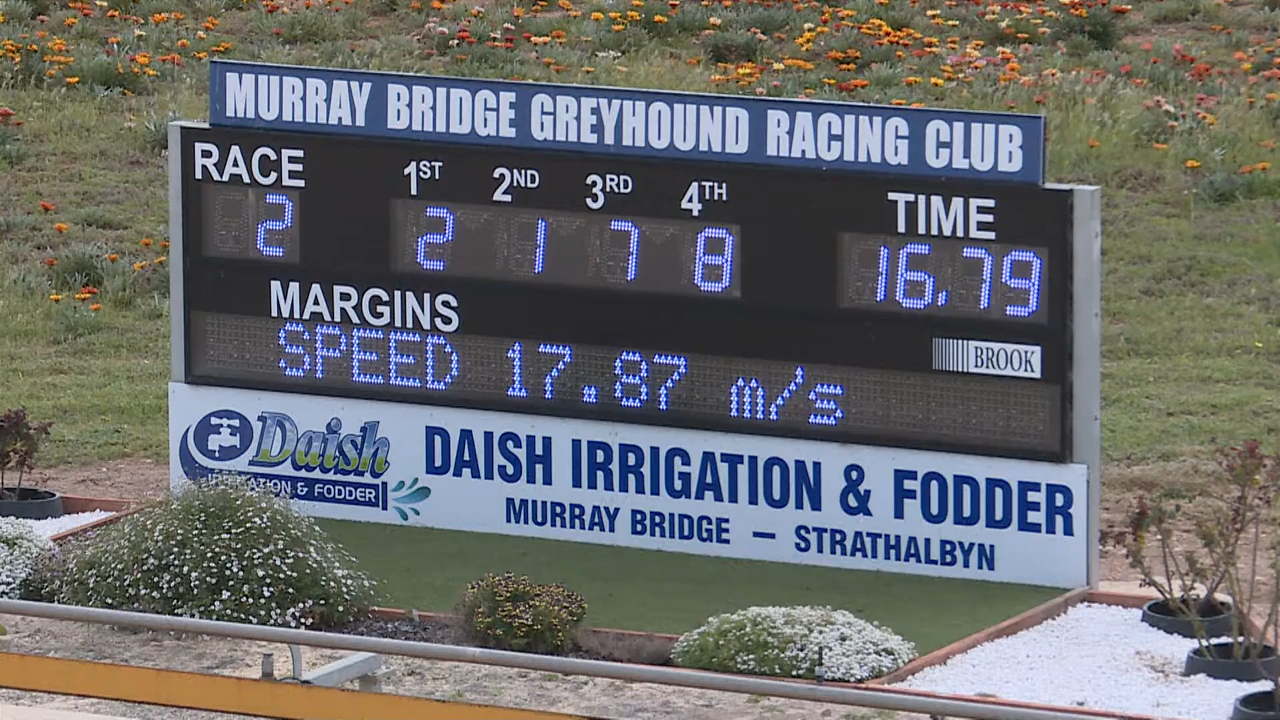 MURRAY BRIDGE GREYHOUND RACING CLUB
RACE 1ST 2ND 3RD 4TH TIME
2 2 1 7 8 16.79
MARGINS
BROOK
SPEED 17.87 m/s
Daish
IRRIGATION & FODDER
DAISH IRRIGATION & FODDER
MURRAY BRIDGE – STRATHALBYN